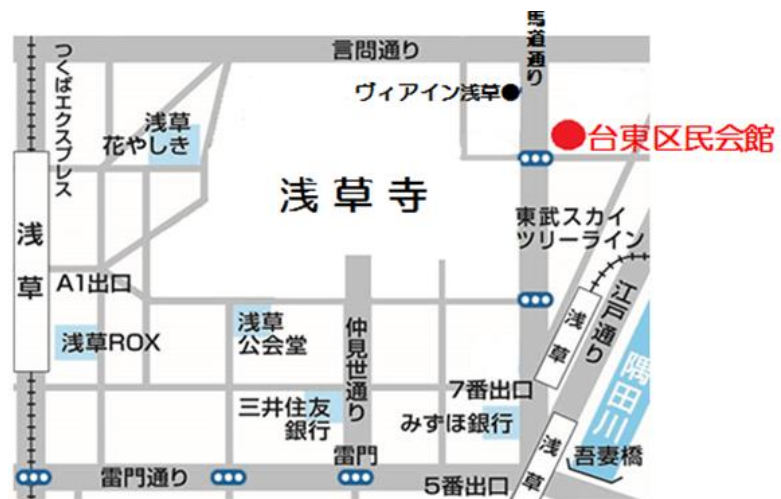 馬道通り
言問通り
つくばエクスプレス
ヴィアイン浅草
浅草
花やしき
台東区民会館
浅草寺
東武スカイ
ツリーライン
浅草
A1出口
江戸通り
浅草
浅草ROX
浅草
公会堂
仲見世通り
隅田川
7番出口
三井住友
銀行
みずほ銀行
浅草
吾妻橋
雷門
雷門通り
5番出口